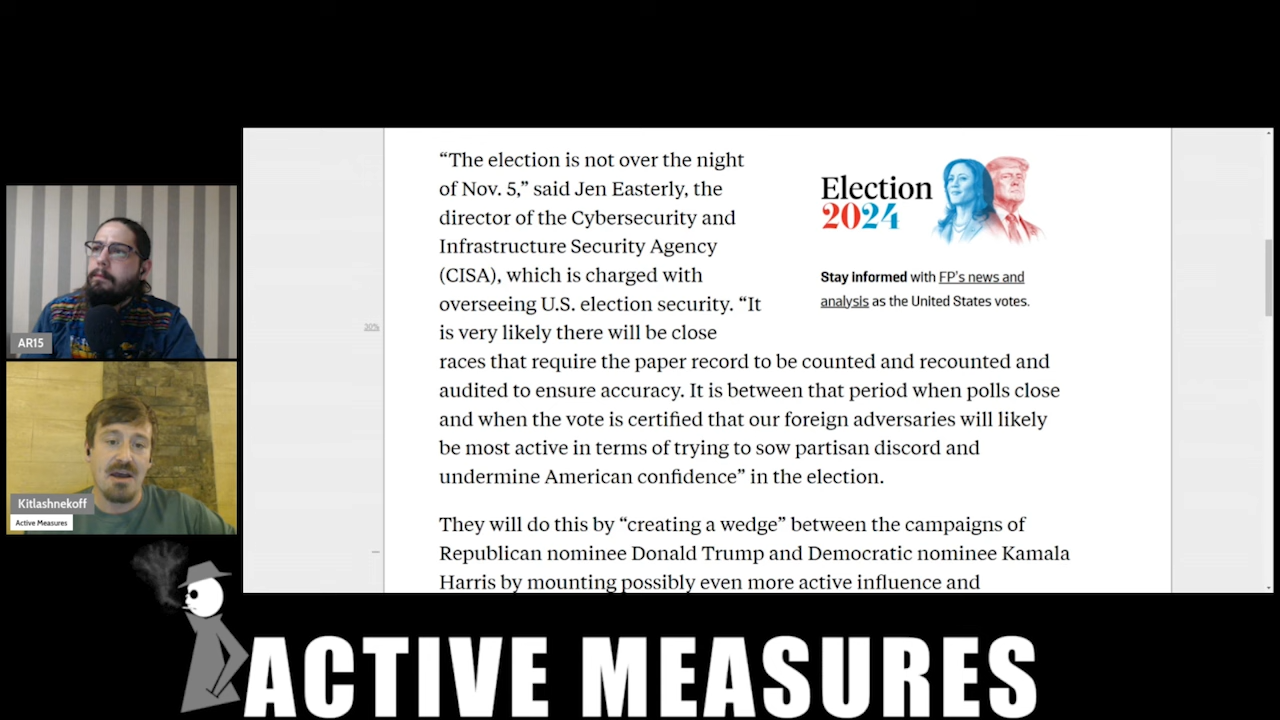 AR15
Kitlashnekoff
Active Measures
“The election is not over the night
of Nov. 5,” said Jen Easterly, the
director of the Cybersecurity and
Infrastructure Security Agency
(CISA), which is charged with
overseeing U.S. election security. “It
is very likely there will be close
races that require the paper record to be counted and recounted and
audited to ensure accuracy. It is between that period when polls close
and when the vote is certified that our foreign adversaries will likely
be most active in terms of trying to sow partisan discord and
undermine American confidence” in the election.
They will do this by “creating a wedge” between the campaigns of
Republican nominee Donald Trump and Democratic nominee Kamala
Harris by mounting possibly even more active influence and
Election
2024
Stay informed with FP's news and
analysis as the United States votes.
ACTIVE MEASURES